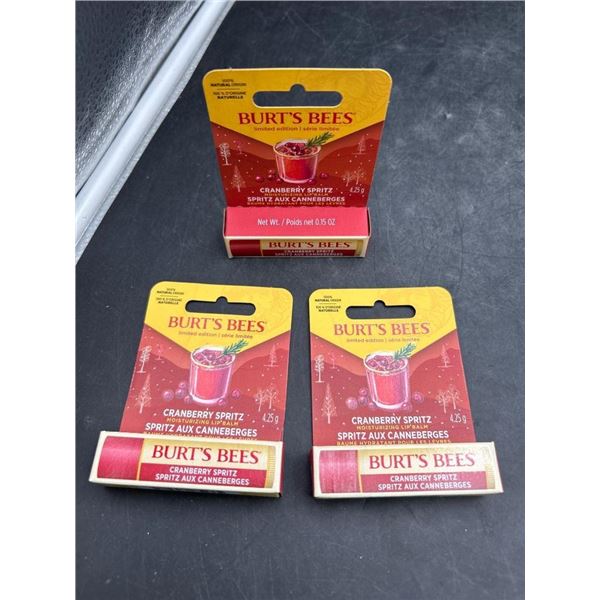 100%
NATURAL ORIGIN
100 % D'ORIGINE
NATURELLE
BURT'S BEES
limited edition | série limitée
CRANBERRY SPRITZ
MOISTURIZING LIP BALM
SPRITZ AUX CANNEBERGES
BAUME HYDRATANT POUR LES LÈVRES
4.25 g
Net Wt. / Poids net 0.15 OZ
BURT'S BEES
CRANBERRY SPRITZ
SPRITZ AUX CANNEBERGES
100%
NATURAL ORIGIN
100 % D'ORIGINE
NATURELLE
BURT'S BEES
limited edition | série limitée
CRANBERRY SPRITZ
MOISTURIZING LIP BALM
SPRITZ AUX CANNEBERGES
4.25 g
BURT'S BEES
CRANBERRY SPRITZ
SPRITZ AUX CANNEBERGES
100%
NATURAL ORIGIN
100 % D'ORIGINE
NATURELLE
BURT'S BEES
limited edition | série limitée
CRANBERRY SPRITZ
MOISTURIZING LIP BALM
SPRITZ AUX CANNEBERGES
BAUME HYDRATANT POUR LES LÈVRES
4.25 g
BURT'S BEES
CRANBERRY SPRITZ
SPRITZ AUX CANNEBERGES